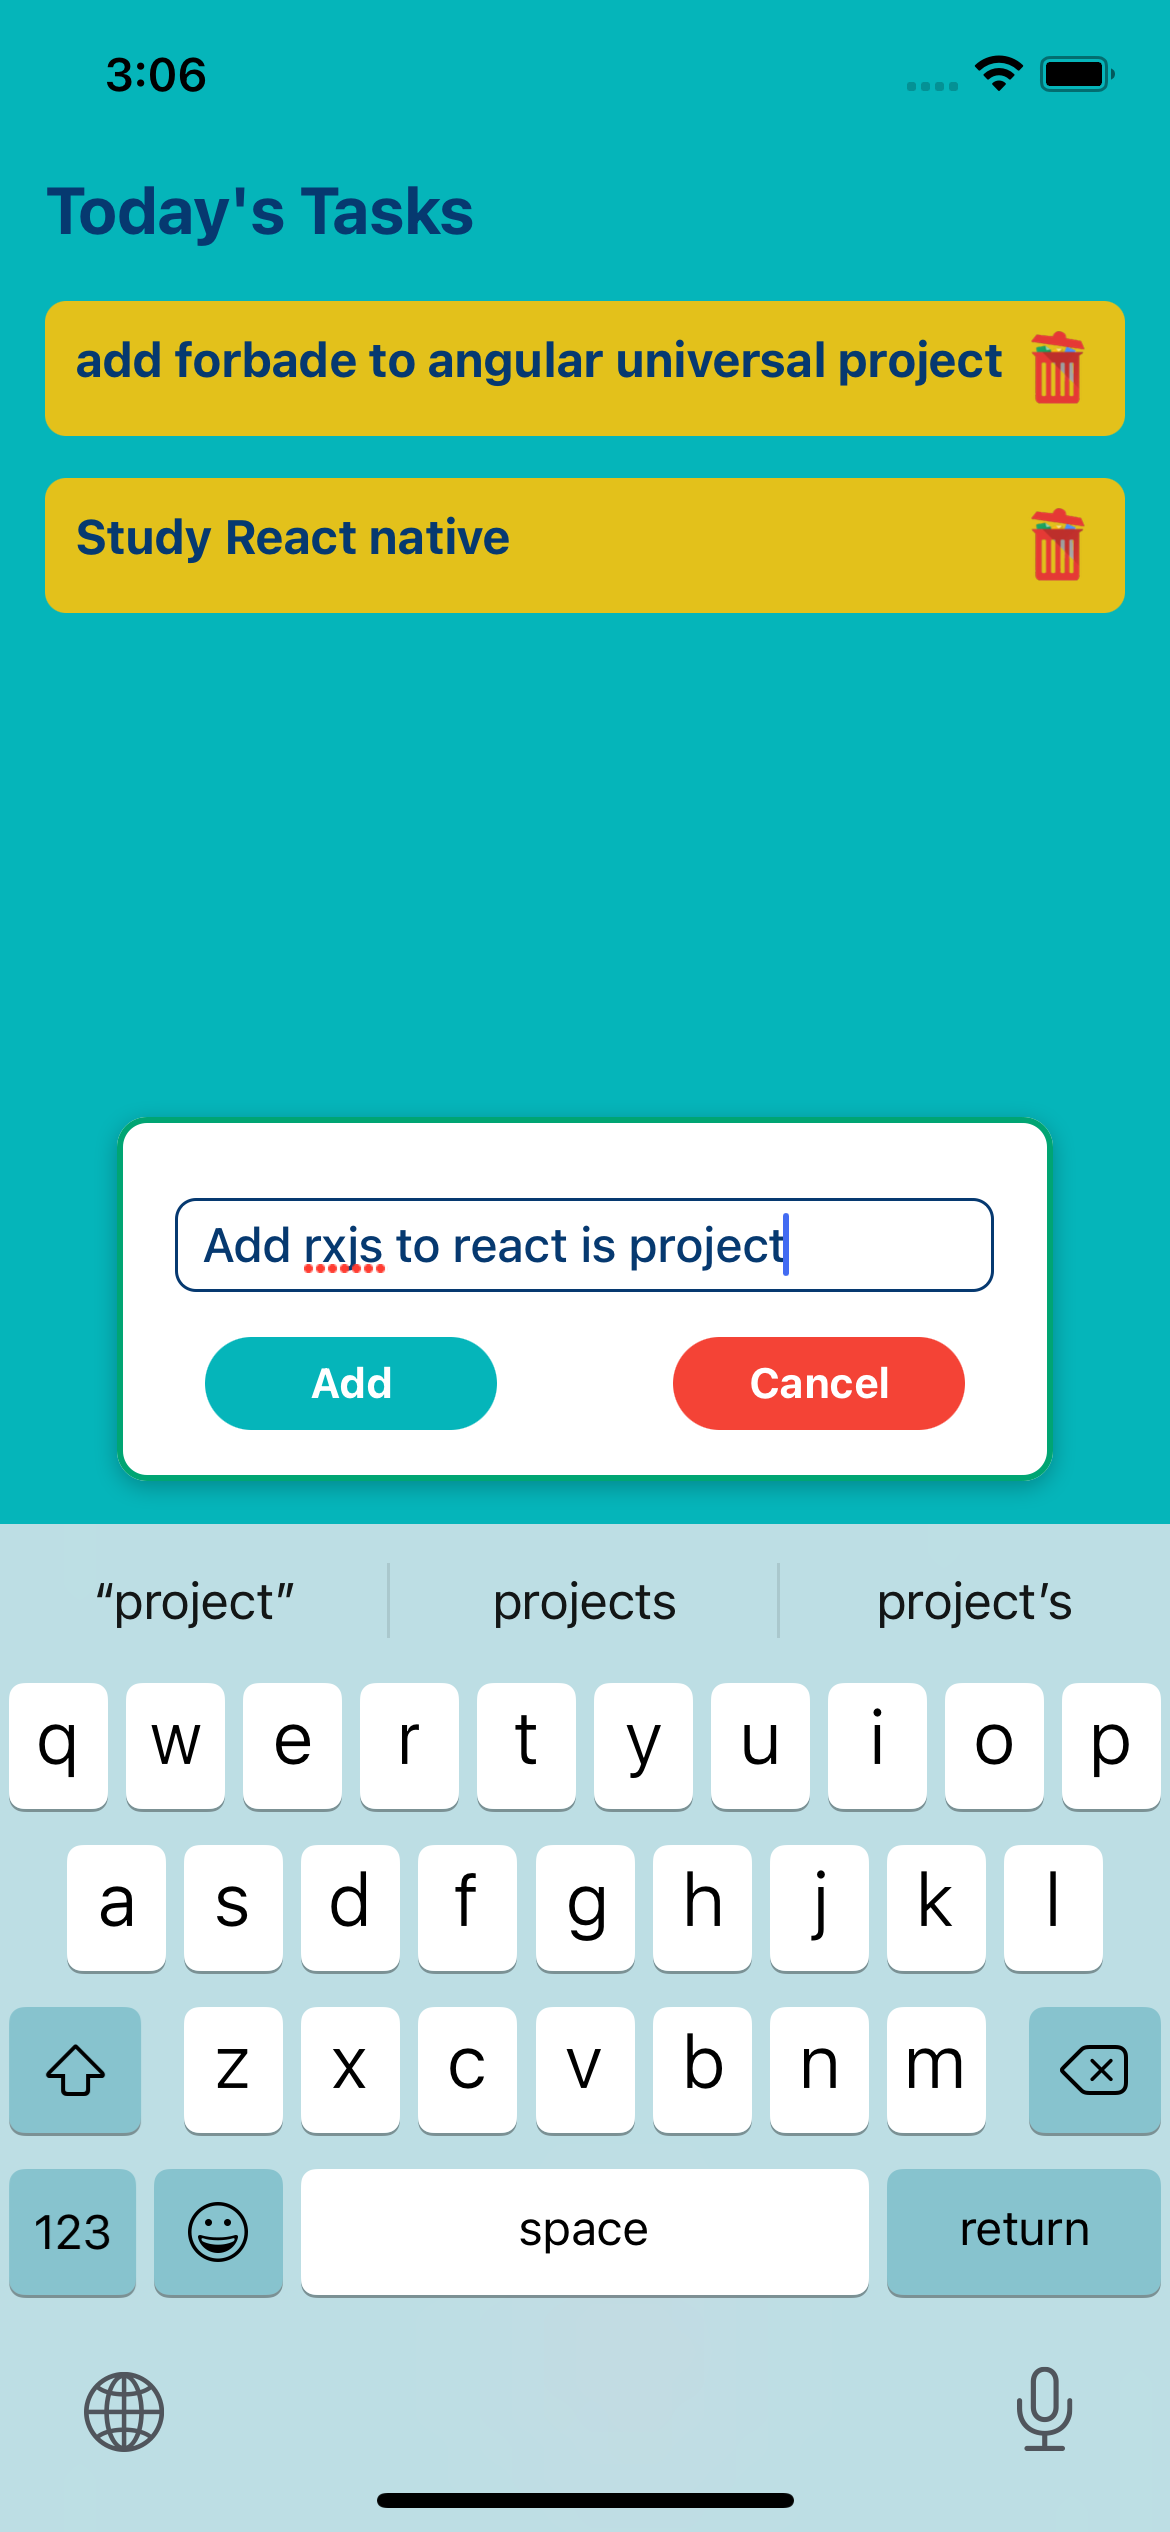 3:06
Today's Tasks
add forbade to angular universal project
Study React native
Add rxjs to react is project
Add Cancel
“project” projects project’s
q w e r t y u i o p
a s d f g h j k l
z x c v b n m
123 space return